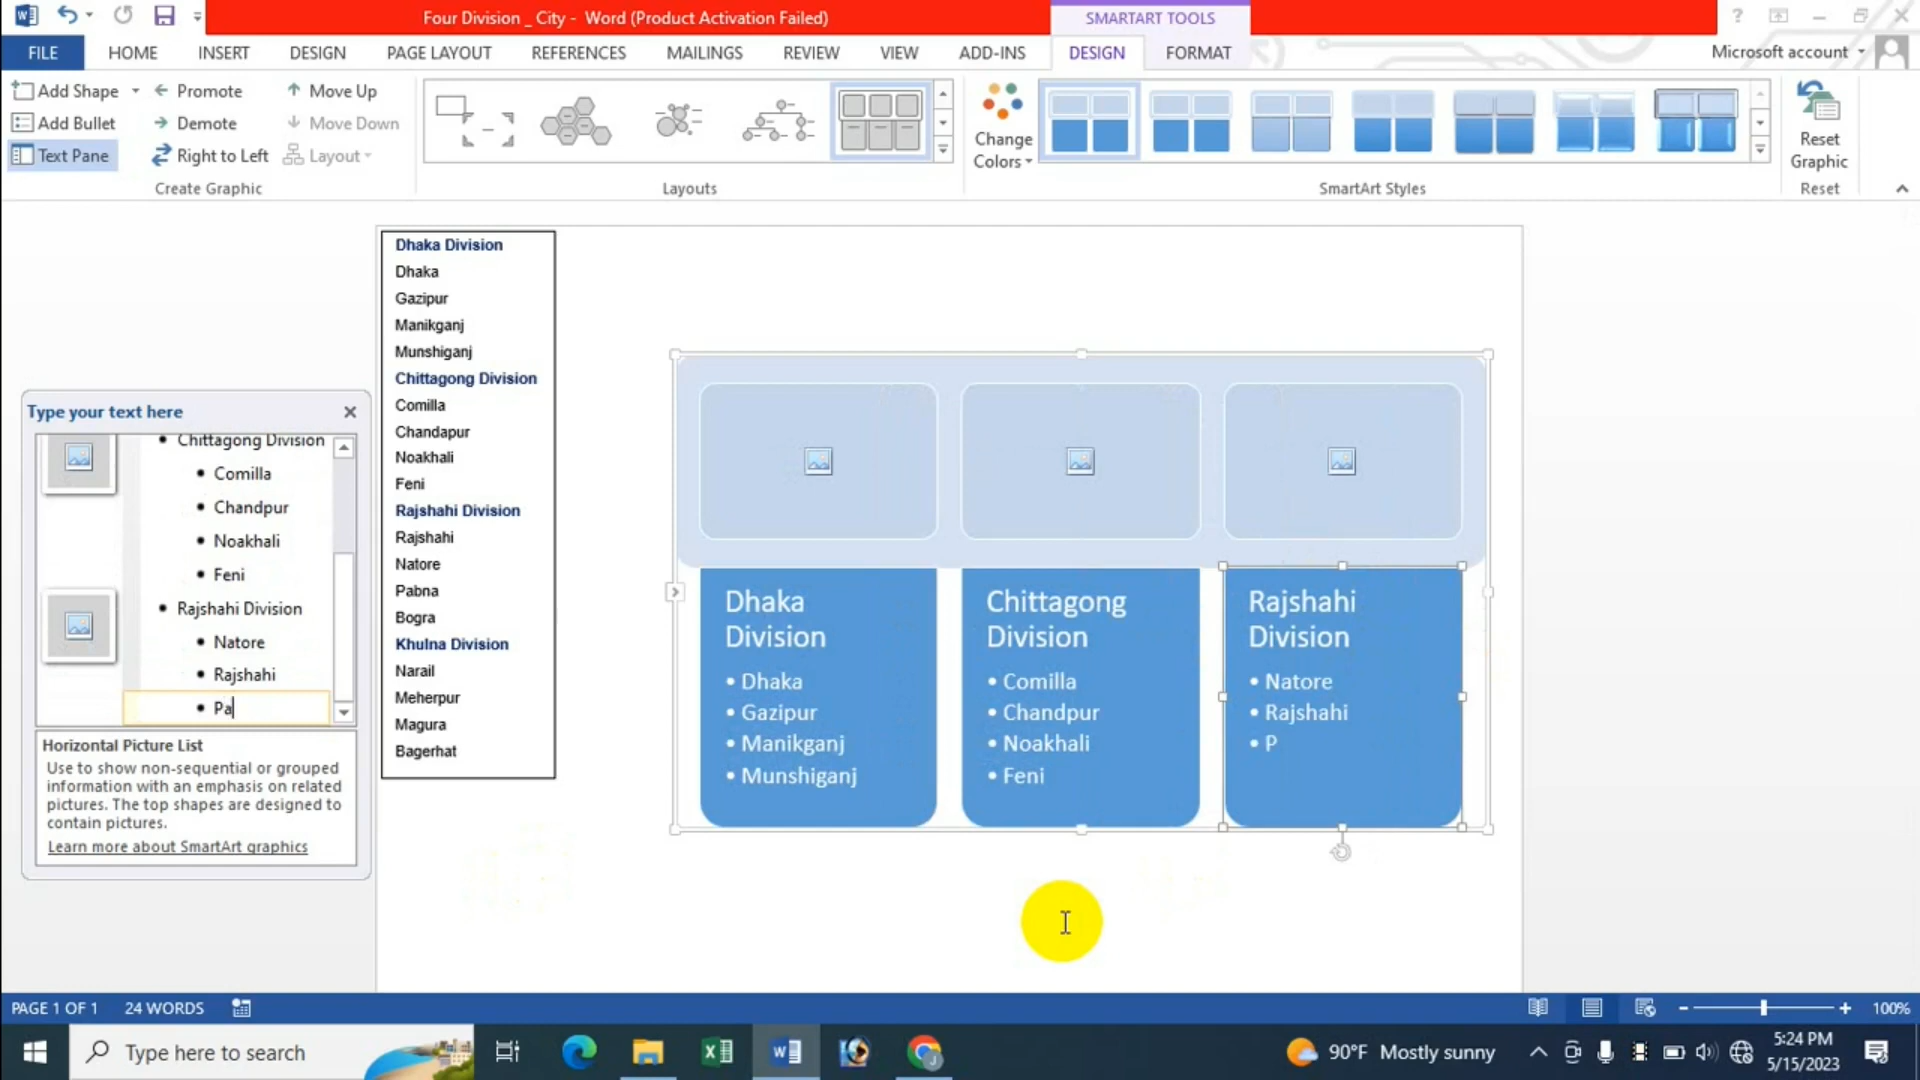 Four Division _ City - Word (Product Activation Failed)
SMARTART TOOLS
?
FILE
HOME
INSERT
DESIGN
PAGE LAYOUT
REFERENCES
MAILINGS
REVIEW
VIEW
ADD-INS
DESIGN
FORMAT
Microsoft account
Add Shape
Promote
Move Up
Add Bullet
Demote
Move Down
Text Pane
Right to Left
Layout
Create Graphic
Layouts
Change
Colors
SmartArt Styles
Reset
Graphic
Reset
Dhaka Division
Dhaka
Gazipur
Manikganj
Munshiganj
Chittagong Division
Comilla
Chandapur
Noakhali
Feni
Rajshahi Division
Rajshahi
Natore
Pabna
Bogra
Khulna Division
Narail
Meherpur
Magura
Bagerhat
Type your text here
• Chittagong Division
• Comilla
• Chandpur
• Noakhali
• Feni
• Rajshahi Division
• Natore
• Rajshahi
• Pa
Horizontal Picture List
Use to show non-sequential or grouped
information with an emphasis on related
pictures. The top shapes are designed to
contain pictures.
Learn more about SmartArt graphics
Dhaka
Division
• Dhaka
• Gazipur
• Manikganj
• Munshiganj
Chittagong
Division
• Comilla
• Chandpur
• Noakhali
• Feni
Rajshahi
Division
• Natore
• Rajshahi
• P
PAGE 1 OF 1
24 WORDS
100%
Type here to search
90°F Mostly sunny
5:24 PM
5/15/2023